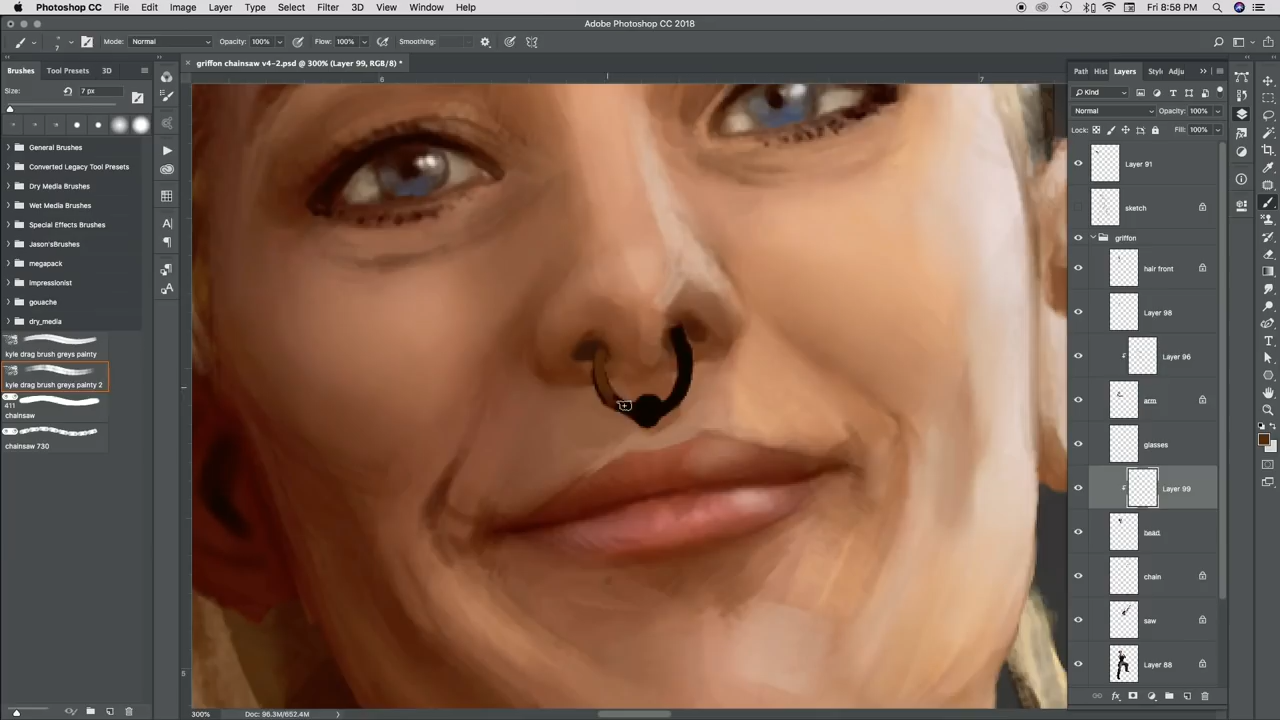 Photoshop CC File Edit Image Layer Type Select Filter 3D View Window Help Fri 8:58 PM
Adobe Photoshop CC 2018
7 Mode: Normal Opacity: 100% Flow: 100% Smoothing:
griffon chainsaw v4-2.psd @ 300% (Layer 99, RGB/8) *
Brushes Tool Presets 3D
Size: 7 px
General Brushes
Converted Legacy Tool Presets
Dry Media Brushes
Wet Media Brushes
Special Effects Brushes
Jason'sBrushes
megapack
Impressionist
gouache
dry_media
kyle drag brush greys painty
kyle drag brush greys painty 2
411
chainsaw
chainsaw 730
6 7
5
Path Hist Layers Styl Adju
Kind
Normal Opacity: 100%
Lock: Fill: 100%
Layer 91
sketch
griffon
hair front
Layer 98
Layer 96
arm
glasses
Layer 99
head
chain
saw
Layer 88
300% Doc: 96.3M/652.4M